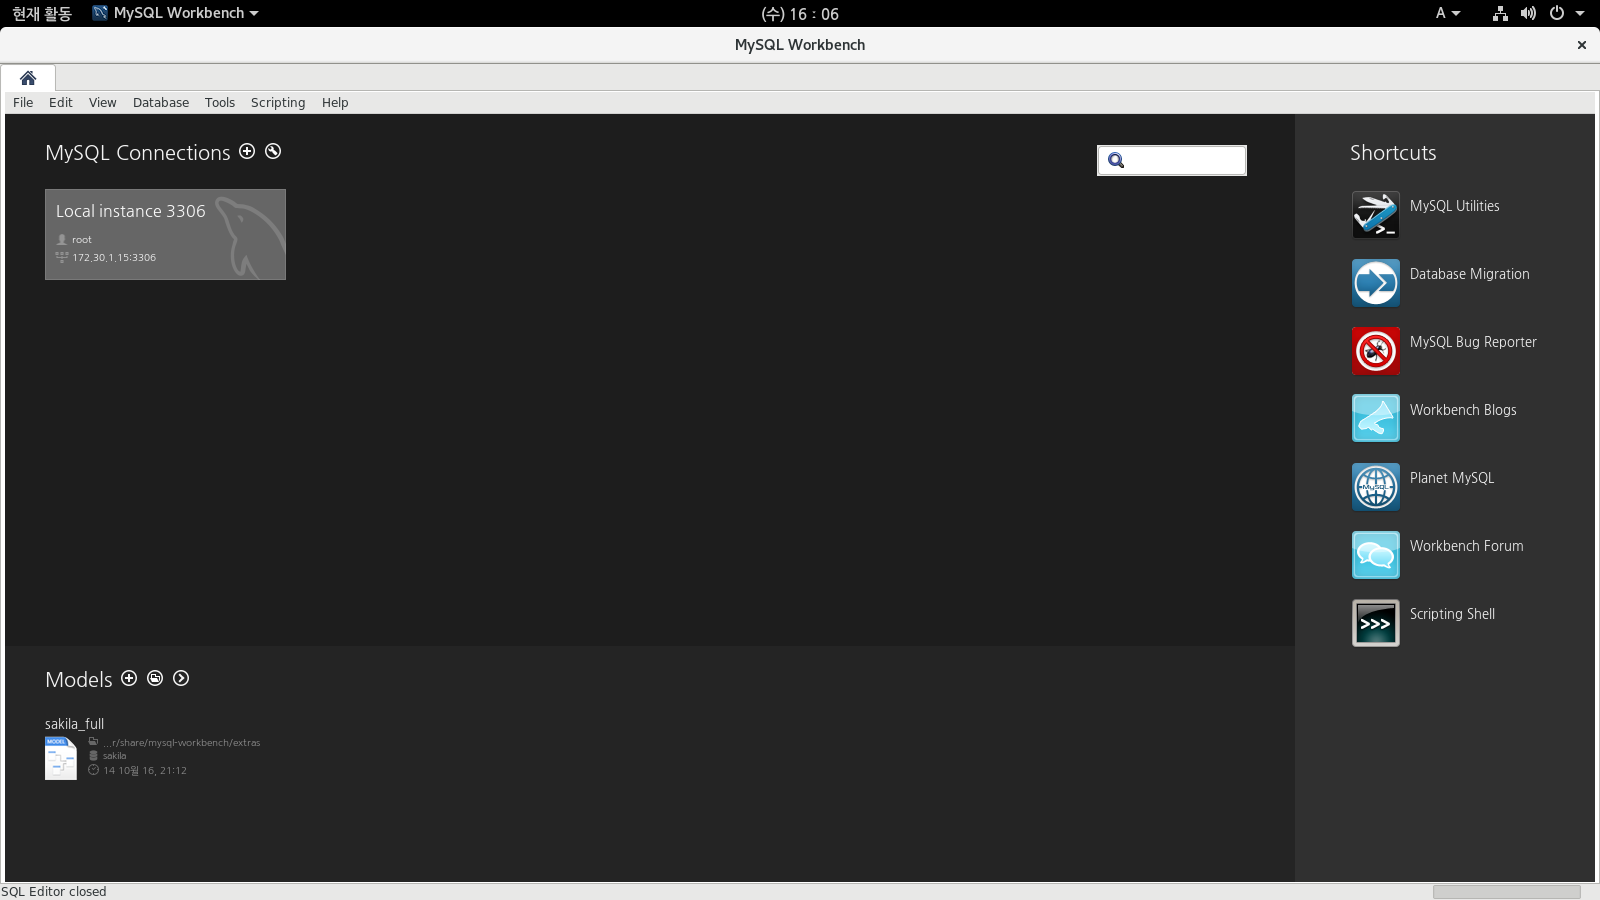 현재 활동 MySQL Workbench (수) 16 : 06 A
MySQL Workbench
File Edit View Database Tools Scripting Help
MySQL Connections
Local instance 3306
root
172.30.1.15:3306
Shortcuts
MySQL Utilities
Database Migration
MySQL Bug Reporter
Workbench Blogs
MySQL
Planet MySQL
Workbench Forum
>>>
Scripting Shell
Models
sakila_full
MODEL
...r/share/mysql-workbench/extras
sakila
14 10월 16, 21:12
SQL Editor closed